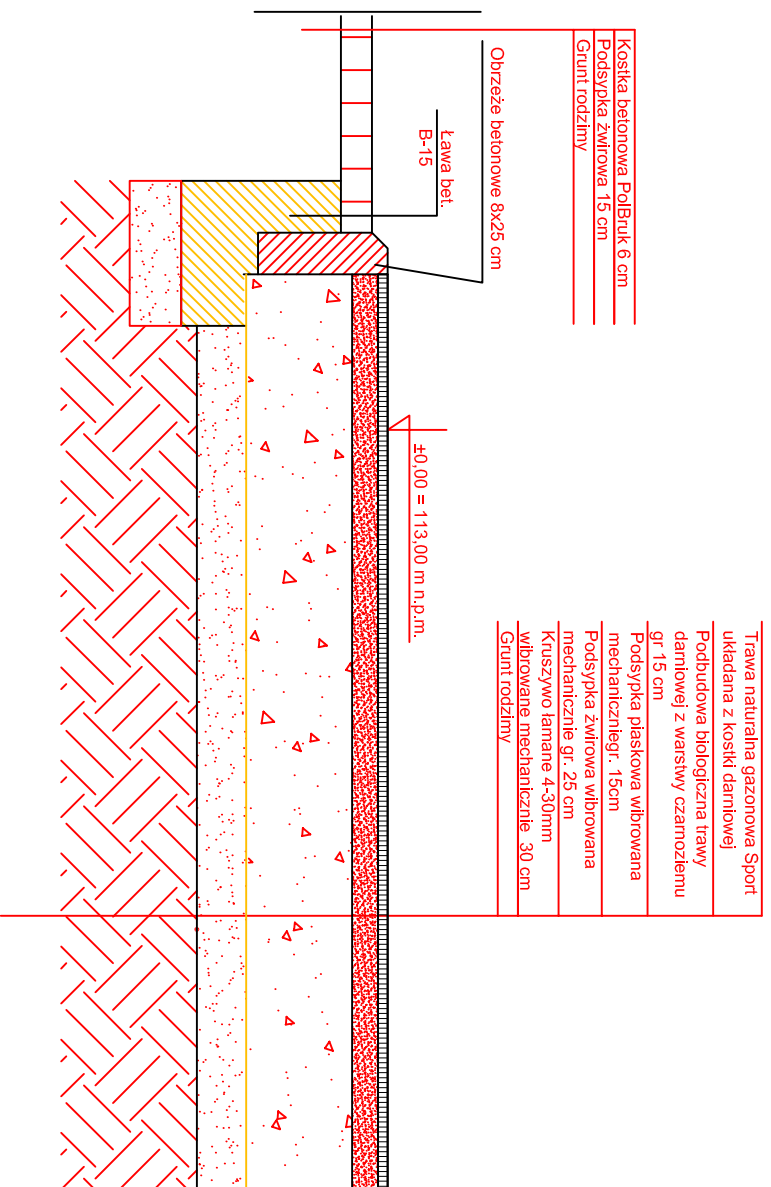 Kostka betonowa PolBruk 6 cm
Podsypka żwirowa 15 cm
Grunt rodzimy
Obrzeże betonowe 8x25 cm
Ława bet.
B-15
±0,00 = 113,00 m n.p.m.
Trawa naturalna gazonowa Sport
układana z kostki darniowej
Podbudowa biologiczna trawy
darniowej z warstwy czarnoziemu
gr 15 cm
Podsypka piaskowa wibrowana
mechaniczniegr. 15cm
Podsypka żwirowa wibrowana
mechanicznie gr. 25 cm
Kruszywo łamane 4-30mm
wibrowane mechanicznie 30 cm
Grunt rodzimy